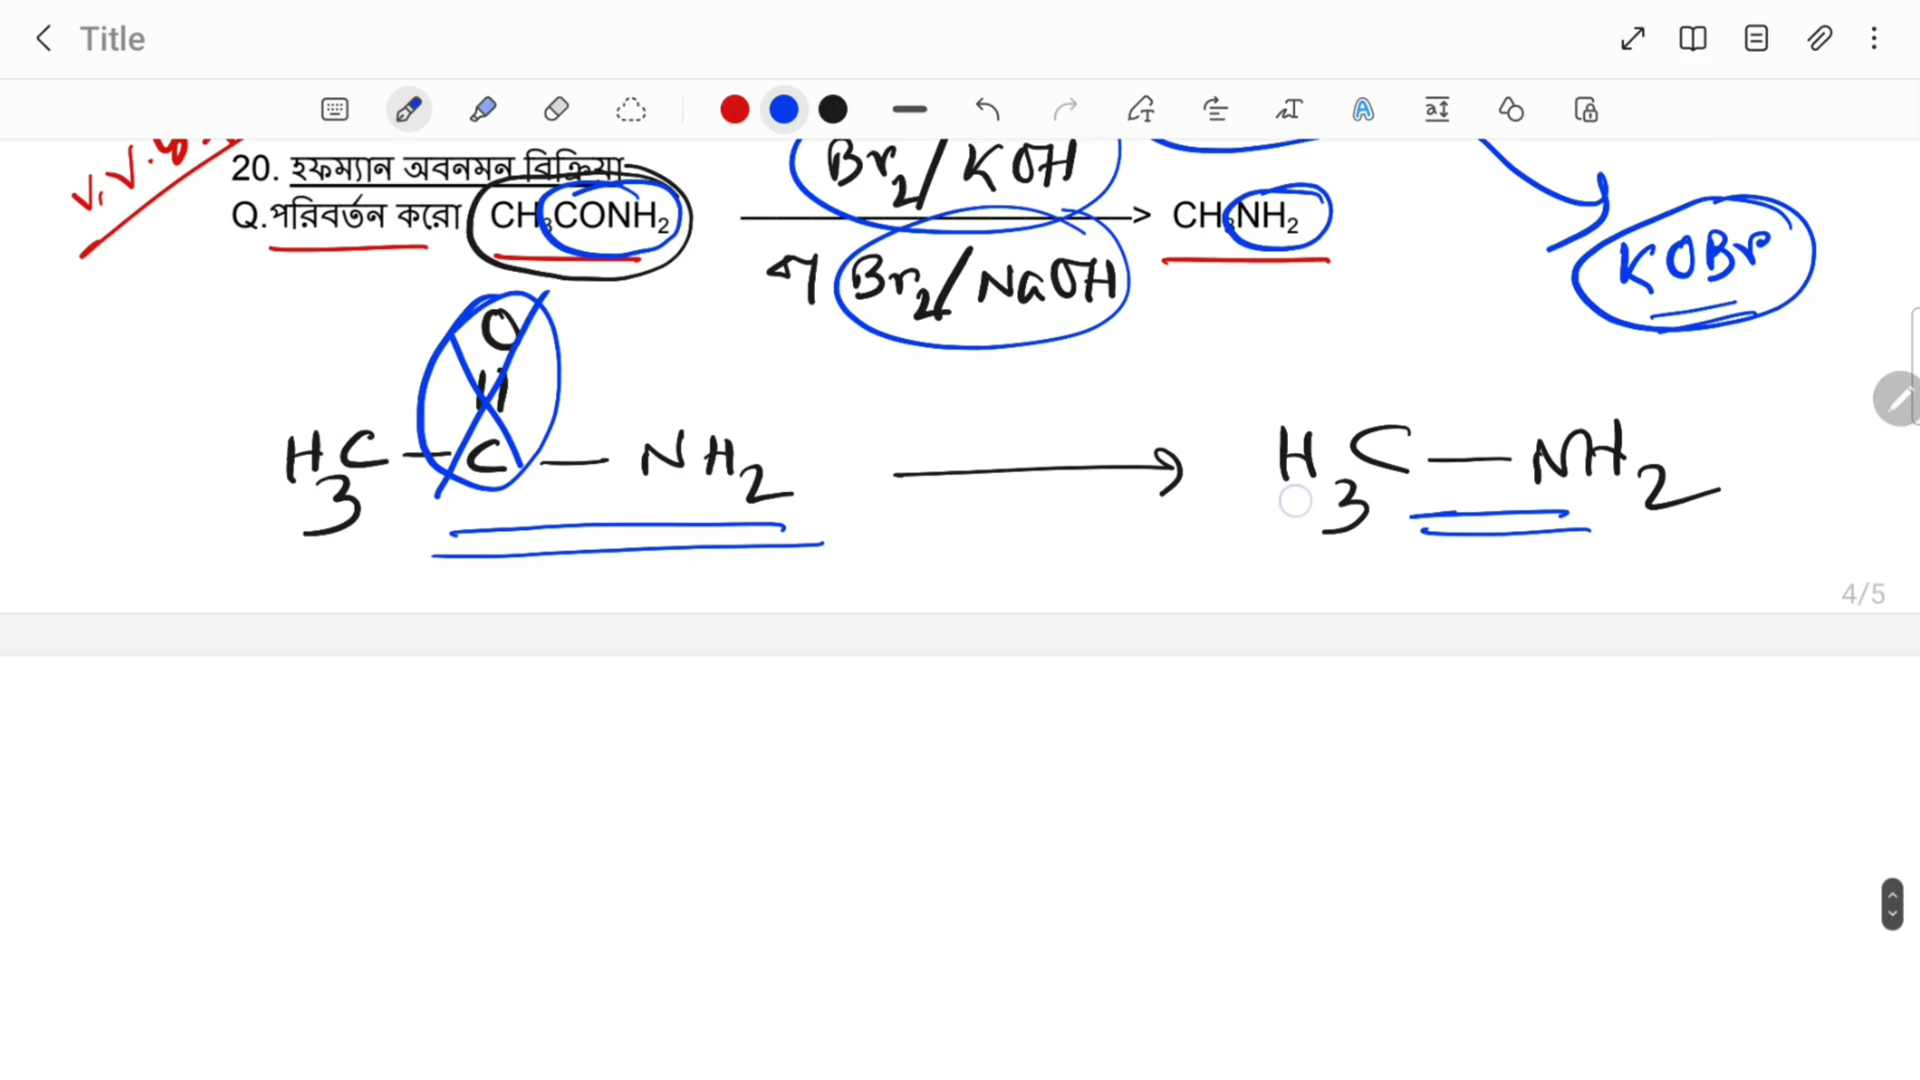 Title
V.V.
Br₂/KOH
20. হফম্যান অবনমন বিক্রিয়া
Q.পরিবর্তন করো CH₃CONH₂ ————> CH₃NH₂
বা Br₂/NaOH
KOBr
O
||
H₃C — C — NH₂ ⟶ H₃C — NH₂
4/5